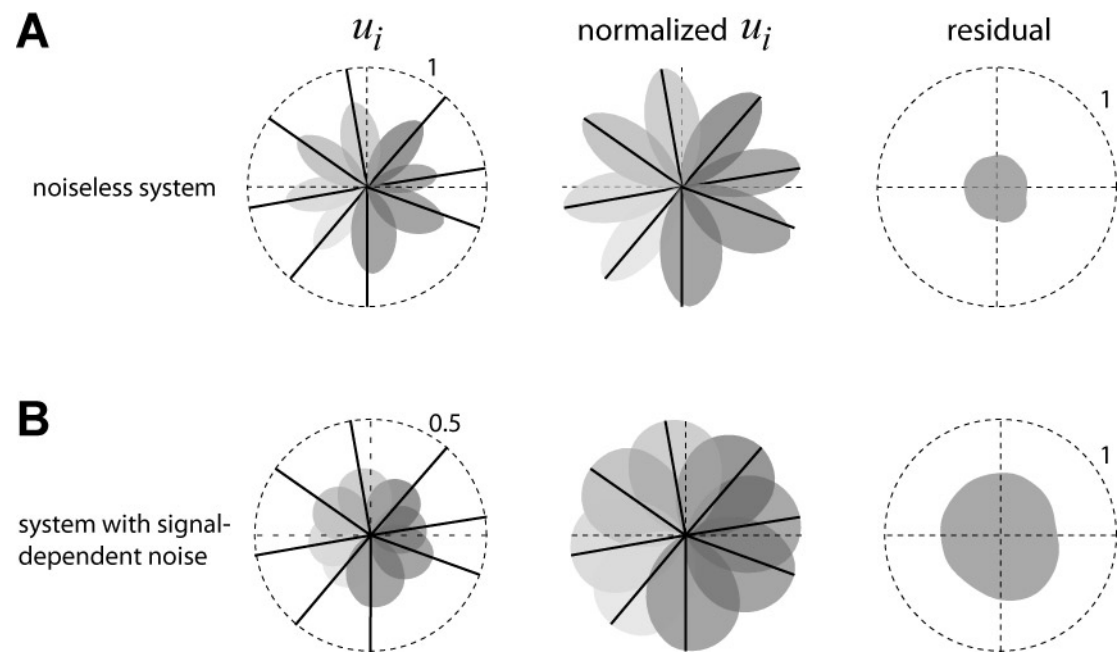 A
u_i
normalized u_i
residual
1
1
noiseless system
B
0.5
1
system with signal-
dependent noise